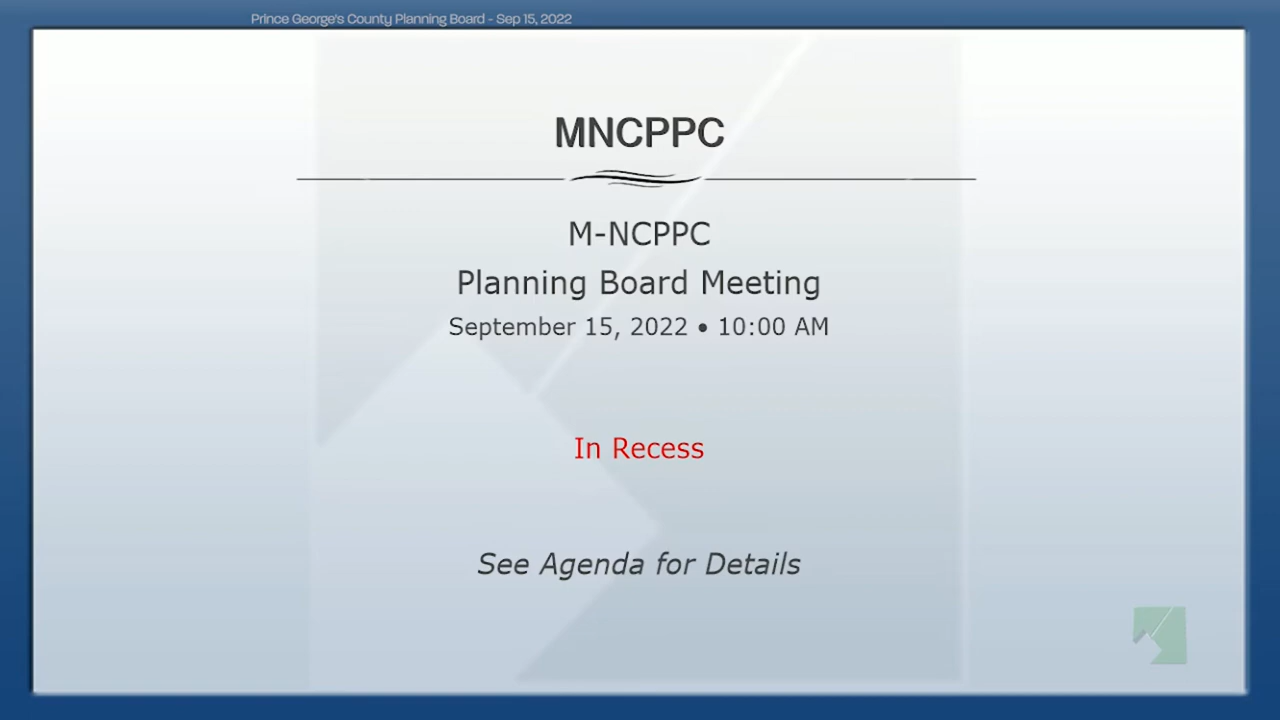 Prince George's County Planning Board - Sep 15, 2022
MNCPPC
M-NCPPC
Planning Board Meeting
September 15, 2022 • 10:00 AM
In Recess
See Agenda for Details